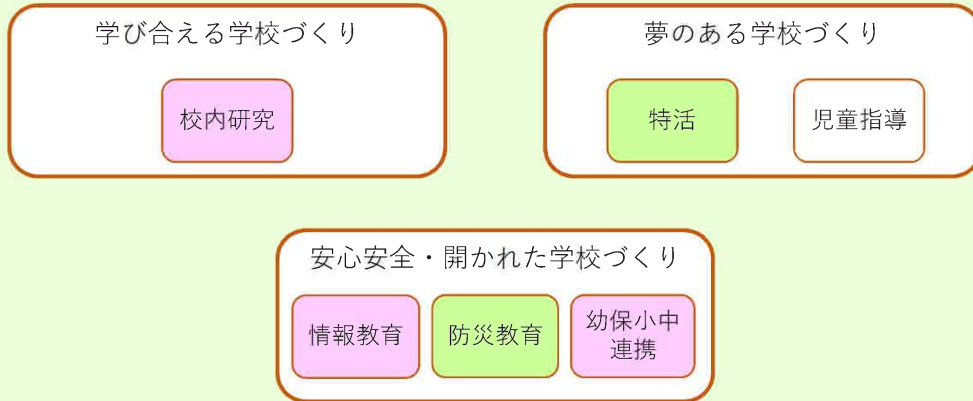 学び合える学校づくり
校内研究
夢のある学校づくり
特活
児童指導
安心安全・開かれた学校づくり
情報教育
防災教育
幼保小中
連携